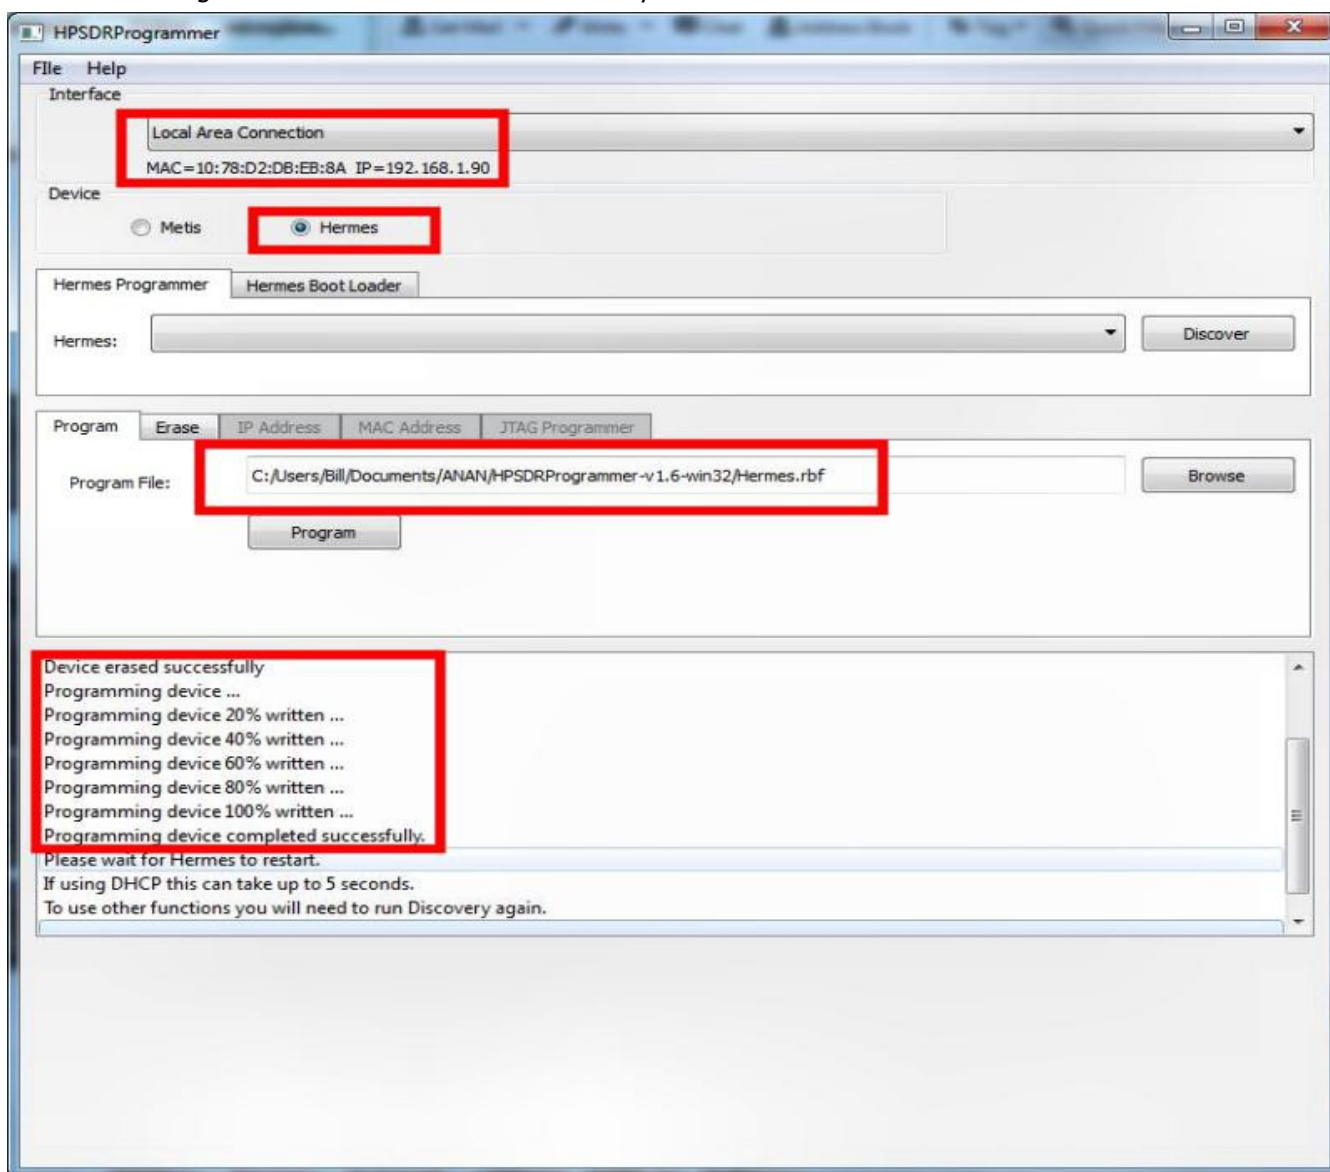 HPSDRProgrammer
FIle Help
Interface
Local Area Connection
MAC=10:78:D2:DB:EB:8A IP=192.168.1.90
Device
Metis Hermes
Hermes Programmer Hermes Boot Loader
Hermes: Discover
Program Erase IP Address MAC Address JTAG Programmer
Program File: C:/Users/Bill/Documents/ANAN/HPSDRProgrammer-v1.6-win32/Hermes.rbf Browse
Program
Device erased successfully
Programming device ...
Programming device 20% written ...
Programming device 40% written ...
Programming device 60% written ...
Programming device 80% written ...
Programming device 100% written ...
Programming device completed successfully.
Please wait for Hermes to restart.
If using DHCP this can take up to 5 seconds.
To use other functions you will need to run Discovery again.